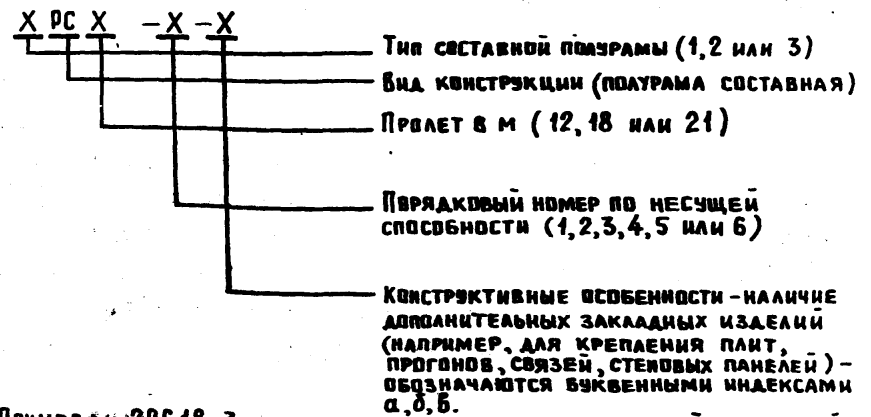 Х РС Х -Х -Х
Тип составной полурамы (1,2 или 3)
Вид конструкции (полурама составная)
Пролет в м (12,18 или 21)
Порядковый номер по несущей
способности (1,2,3,4,5 или 6)
Конструктивные особенности - наличие
дополнительных закладных изделий
(например, для крепления плит,
прогонов, связей, стеновых панелей) -
обозначаются буквенными индексами
а,б,в.